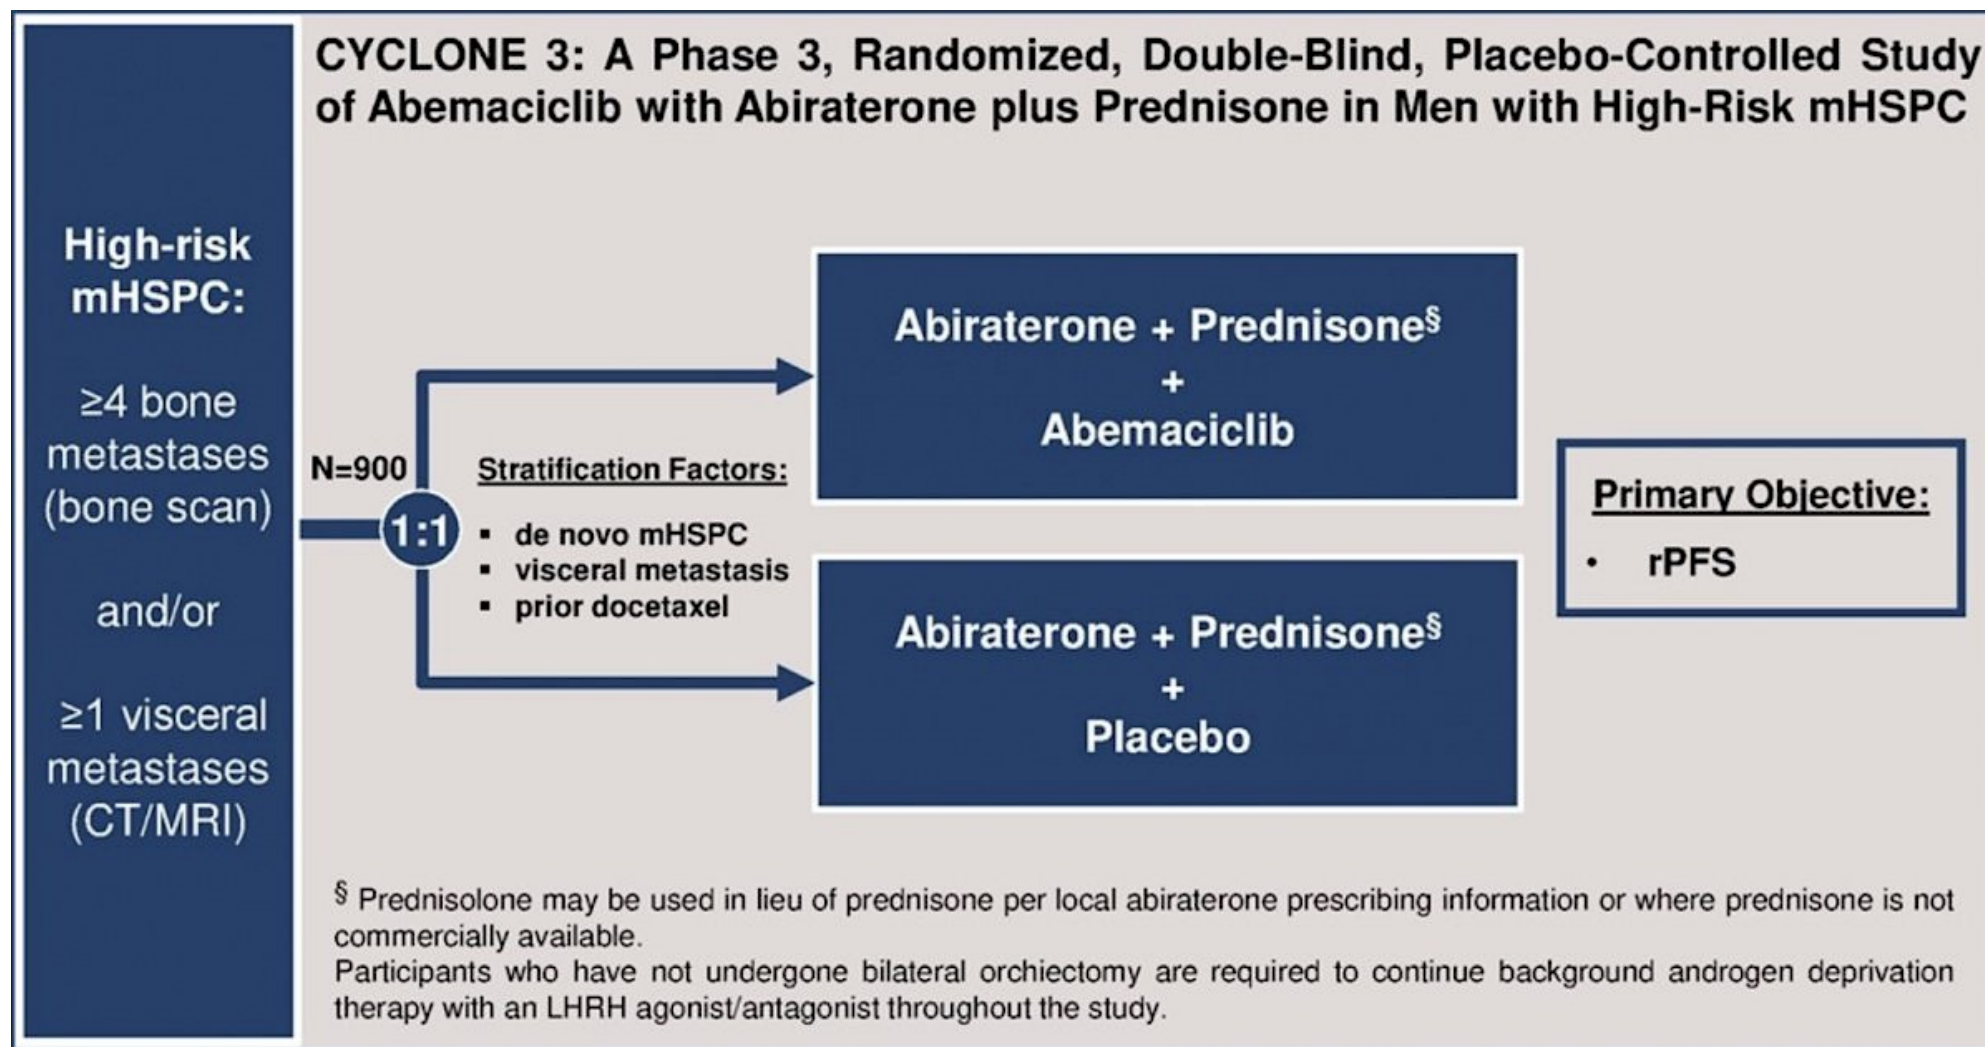 CYCLONE 3: A Phase 3, Randomized, Double-Blind, Placebo-Controlled Study
of Abemaciclib with Abiraterone plus Prednisone in Men with High-Risk mHSPC
High-risk
mHSPC:
≥4 bone
metastases
(bone scan)
and/or
≥1 visceral
metastases
(CT/MRI)
N=900
1:1
Stratification Factors:
▪ de novo mHSPC
▪ visceral metastasis
▪ prior docetaxel
Abiraterone + Prednisone§
+
Abemaciclib
Abiraterone + Prednisone§
+
Placebo
Primary Objective:
• rPFS
§ Prednisolone may be used in lieu of prednisone per local abiraterone prescribing information or where prednisone is not
commercially available.
Participants who have not undergone bilateral orchiectomy are required to continue background androgen deprivation
therapy with an LHRH agonist/antagonist throughout the study.